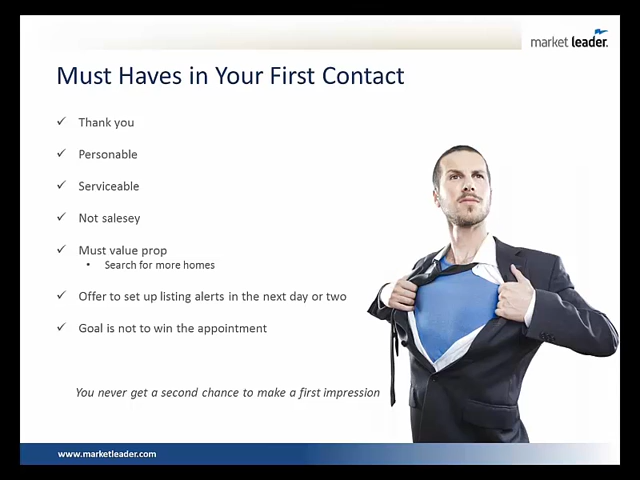 market leader.
Must Haves in Your First Contact
✓ Thank you
✓ Personable
✓ Serviceable
✓ Not salesey
✓ Must value prop
• Search for more homes
✓ Offer to set up listing alerts in the next day or two
✓ Goal is not to win the appointment
You never get a second chance to make a first impression
www.marketleader.com